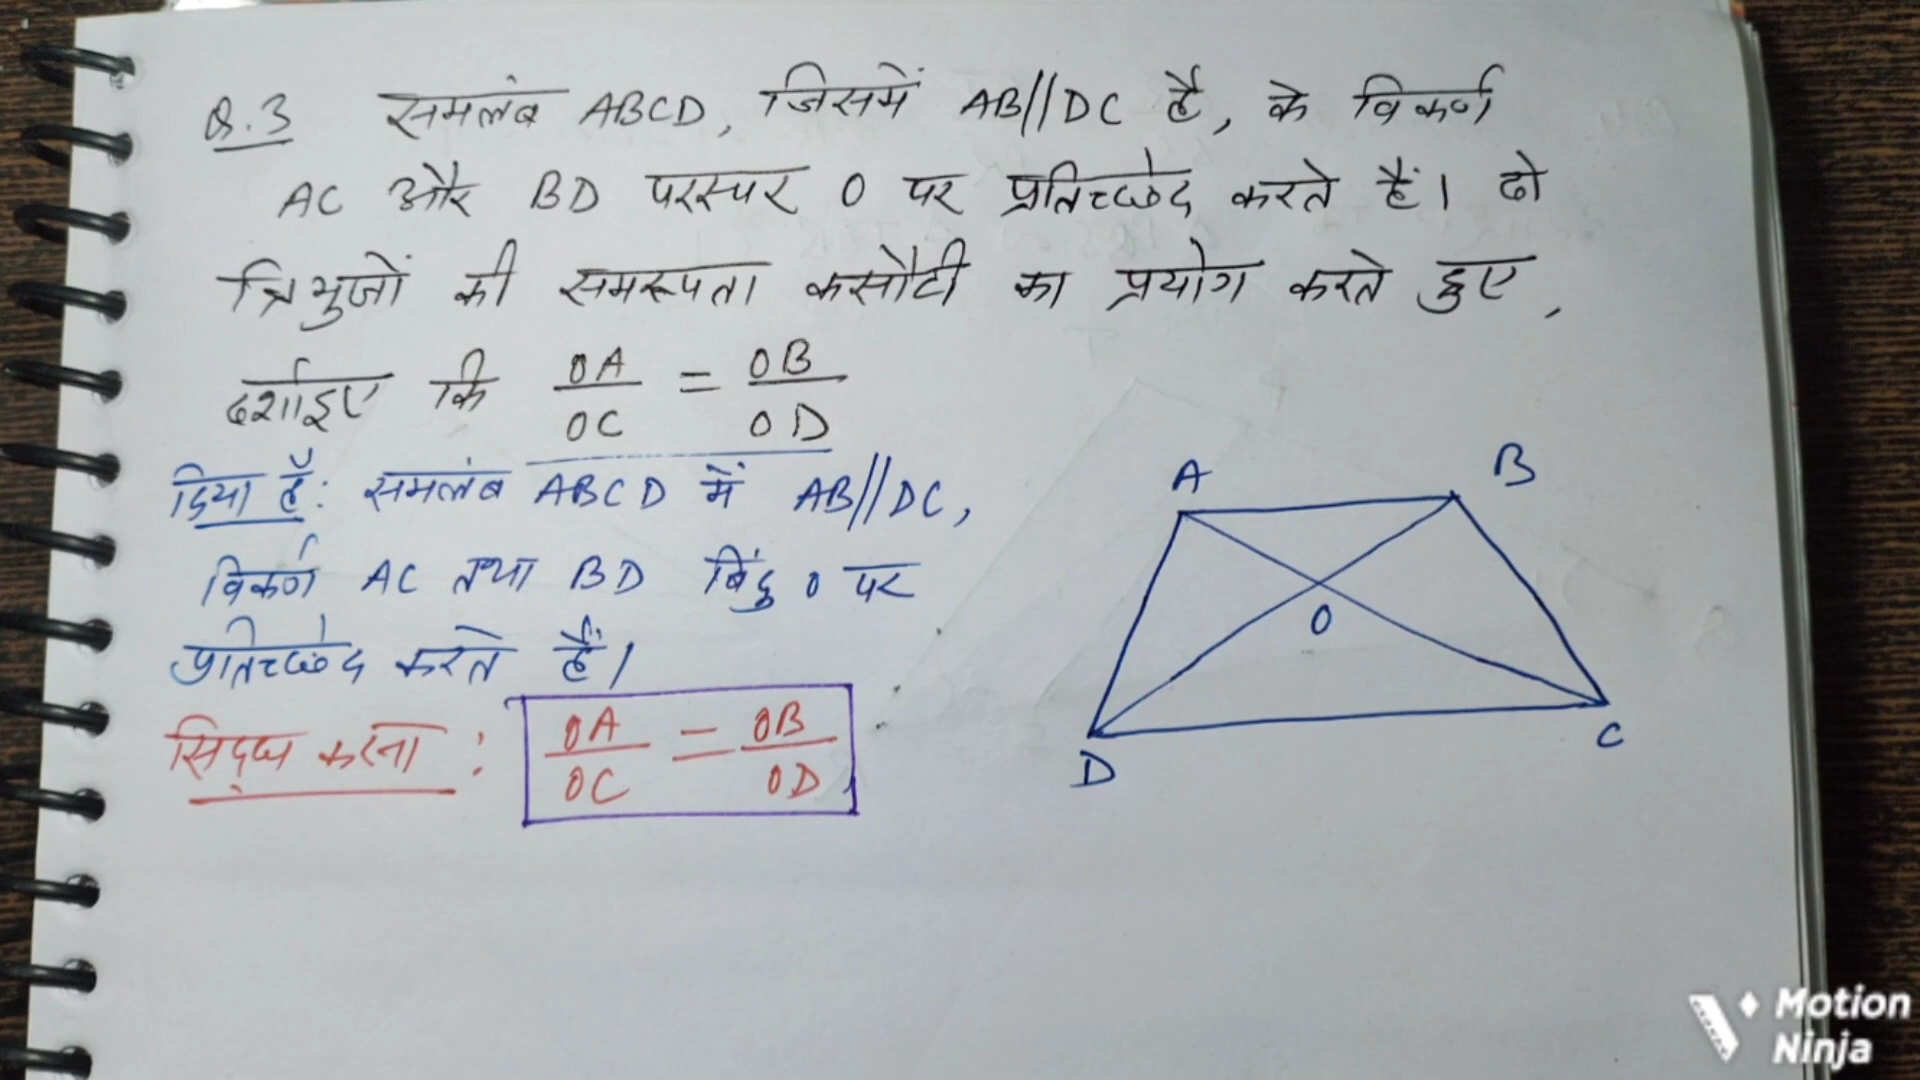 Q.3 समलंब ABCD, जिसमें AB//DC है, के विकर्ण
AC और BD परस्पर O पर प्रतिच्छेद करते हैं। दो
त्रिभुजों की समरूपता कसौटी का प्रयोग करते हुए,
दर्शाइए कि OA/OC = OB/OD
दिया है: समलंब ABCD में AB//DC,
विकर्ण AC तथा BD बिंदु O पर
प्रतिच्छेद करते हैं।
सिद्ध करना : OA/OC = OB/OD
A B
O
D C
Motion
Ninja